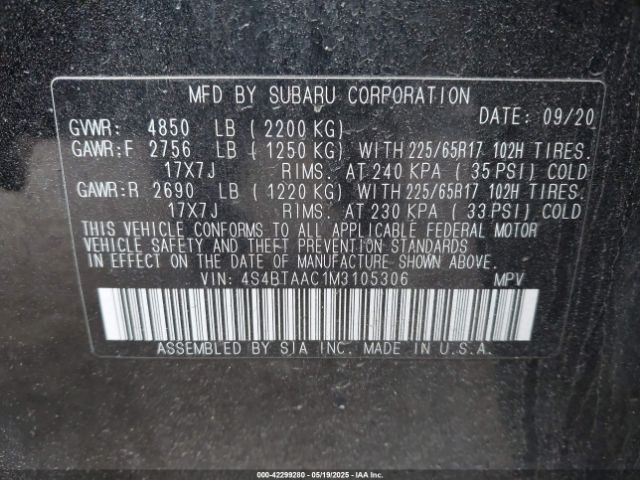 MFD BY SUBARU CORPORATION
DATE: 09/20
GVWR: 4850 LB (2200 KG)
GAWR:F 2756 LB (1250 KG) WITH 225/65R17 102H TIRES.
17X7J RIMS. AT 240 KPA (35 PSI) COLD
GAWR:R 2690 LB (1220 KG) WITH 225/65R17 102H TIRES.
17X7J RIMS. AT 230 KPA (33 PSI) COLD
THIS VEHICLE CONFORMS TO ALL APPLICABLE FEDERAL MOTOR
VEHICLE SAFETY AND THEFT PREVENTION STANDARDS
IN EFFECT ON THE DATE OF MANUFACTURE SHOWN ABOVE.
VIN: 4S4BTAAC1M3105306 MPV
ASSEMBLED BY SIA INC. MADE IN U.S.A.
000-42299280 - 05/19/2025 - IAA Inc.